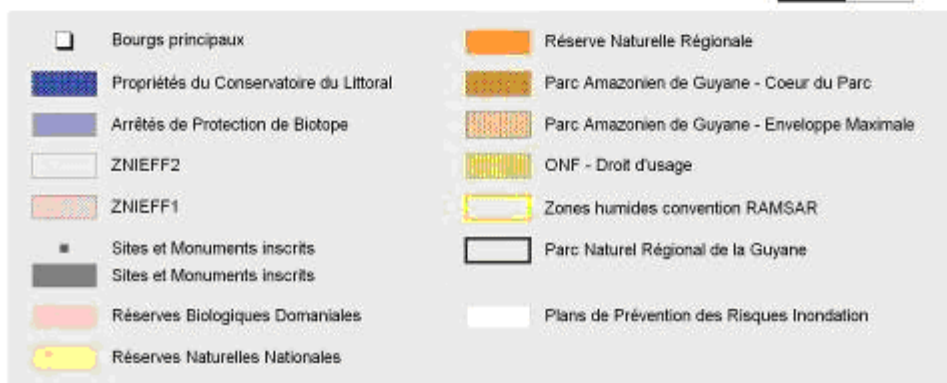 Bourgs principaux
Propriétés du Conservatoire du Littoral
Arrêtés de Protection de Biotope
ZNIEFF2
ZNIEFF1
Sites et Monuments inscrits
Sites et Monuments inscrits
Réserves Biologiques Domaniales
Réserves Naturelles Nationales
Réserve Naturelle Régionale
Parc Amazonien de Guyane - Coeur du Parc
Parc Amazonien de Guyane - Enveloppe Maximale
ONF - Droit d'usage
Zones humides convention RAMSAR
Parc Naturel Régional de la Guyane
Plans de Prévention des Risques Inondation